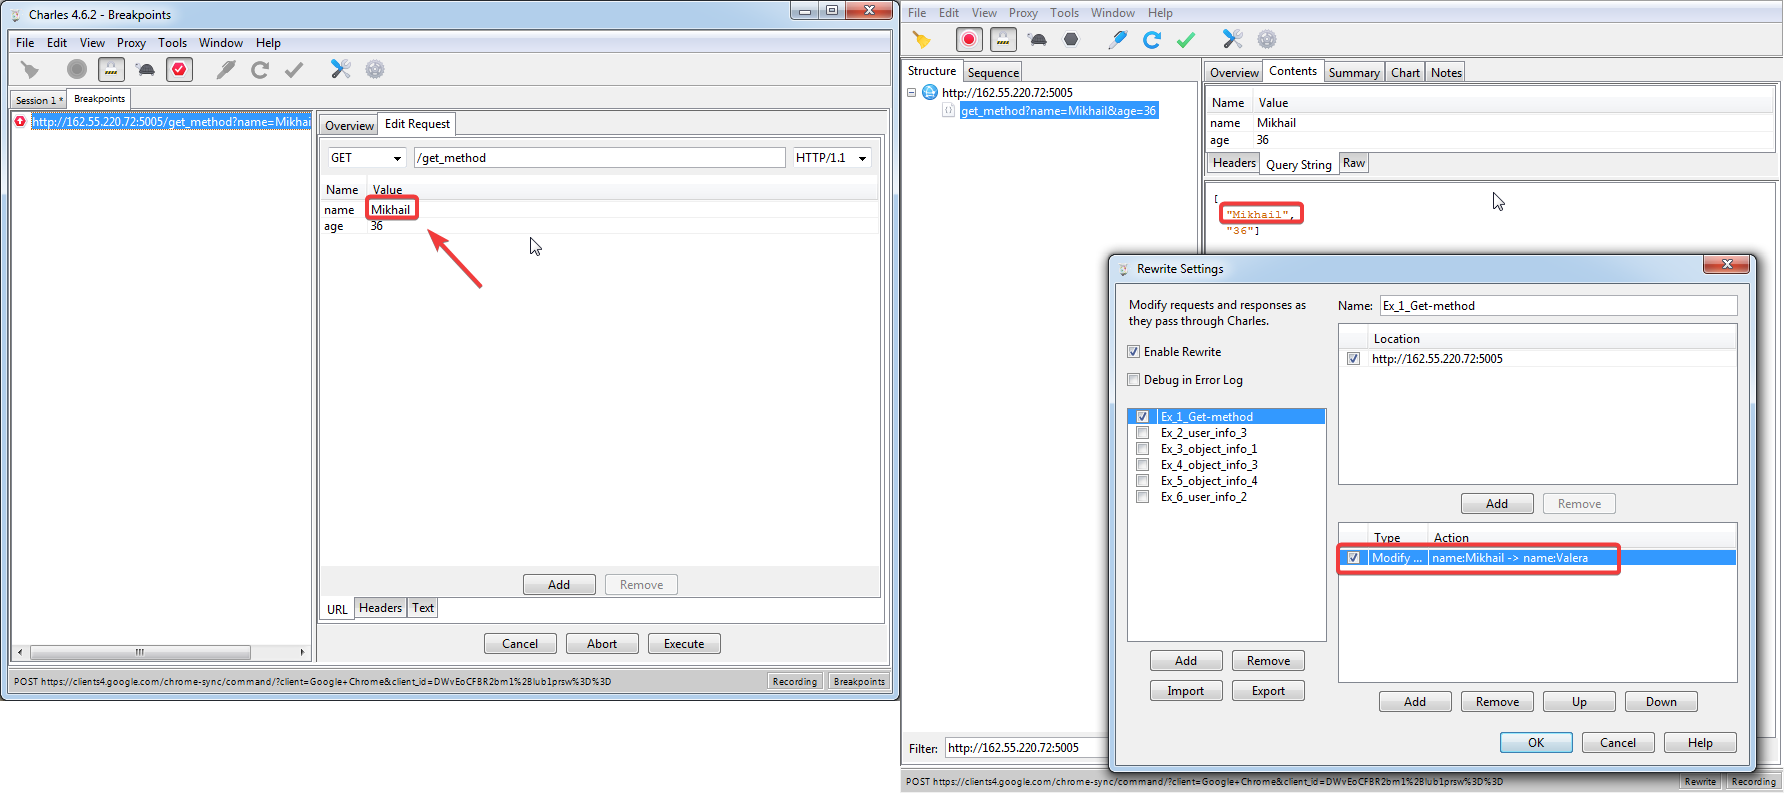 Charles 4.6.2 - Breakpoints
File Edit View Proxy Tools Window Help
Session 1 * Breakpoints
http://162.55.220.72:5005/get_method?name=Mikhai
Overview Edit Request
GET /get_method HTTP/1.1
Name Value
name Mikhail
age 36
Add Remove
URL Headers Text
Cancel Abort Execute
POST https://clients4.google.com/chrome-sync/command/?client=Google+Chrome&client_id=DWvEoCFBR2bm1%2BIub1prsw%3D%3D Recording Breakpoints
File Edit View Proxy Tools Window Help
Structure Sequence
http://162.55.220.72:5005
get_method?name=Mikhail&age=36
Overview Contents Summary Chart Notes
Name Value
name Mikhail
age 36
Headers Query String Raw
[
"Mikhail",
"36"]
Rewrite Settings
Modify requests and responses as
they pass through Charles.
Enable Rewrite
Debug in Error Log
Ex_1_Get-method
Ex_2_user_info_3
Ex_3_object_info_1
Ex_4_object_info_3
Ex_5_object_info_4
Ex_6_user_info_2
Add Remove
Import Export
Name: Ex_1_Get-method
Location
http://162.55.220.72:5005
Add Remove
Type Action
Modify ... name:Mikhail -> name:Valera
Add Remove Up Down
OK Cancel Help
Filter: http://162.55.220.72:5005
POST https://clients4.google.com/chrome-sync/command/?client=Google+Chrome&client_id=DWvEoCFBR2bm1%2BIub1prsw%3D%3D Rewrite Recording